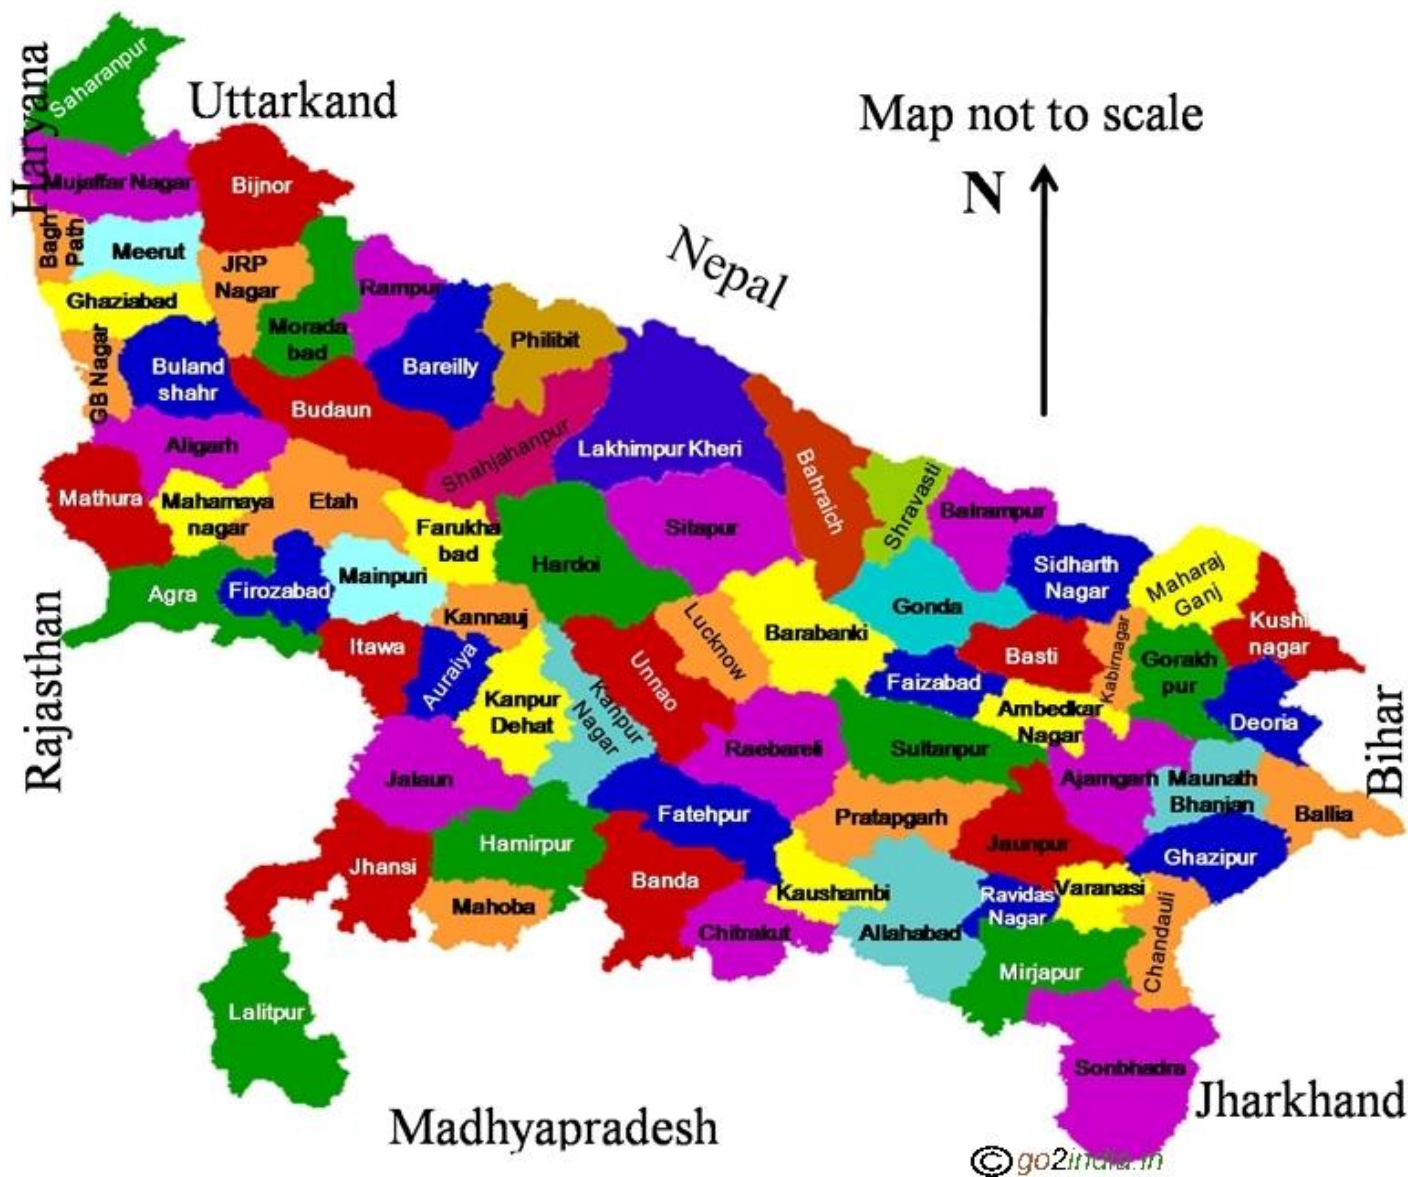 Saharanpur
Haryana
Uttarkand
Map not to scale
N
Mujaffar Nagar
Bijnor
Bagh
Path
Meerut
JRP
Nagar
Nepal
Ghaziabad
Rampur
Morada
bad
Philibit
GB Nagar
Buland
shahr
Bareilly
Budaun
Aligarh
Shahjahanpur
Lakhimpur Kheri
Bahraich
Shravasti
Balrampur
Mathura
Mahamaya
nagar
Etah
Farukha
bad
Sitapur
Hardoi
Sidharth
Nagar
Maharaj
Ganj
Agra
Firozabad
Mainpuri
Kannauj
Gonda
Kushi
nagar
Rajasthan
Itawa
Auraiya
Lucknow
Barabanki
Basti
Kabirnagar
Gorakh
pur
Unnao
Faizabad
Kanpur
Dehat
Kanpur
Nagar
Ambedkar
Nagar
Deoria
Bihar
Raebareli
Sultanpur
Jalaun
Ajamgarh
Maunath
Bhanjan
Fatehpur
Pratapgarh
Ballia
Hamirpur
Jaunpur
Ghazipur
Jhansi
Banda
Kaushambi
Ravidas
Nagar
Varanasi
Mahoba
Chitrakut
Allahabad
Chandauli
Mirjapur
Lalitpur
Sonbhadra
Jharkhand
Madhyapradesh
© go2india.in